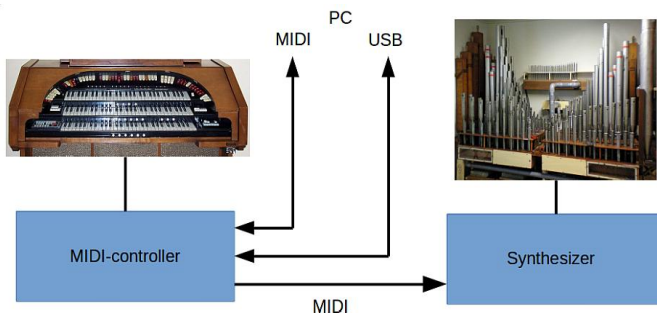 PC
MIDI USB
MIDI-controller
Synthesizer
MIDI